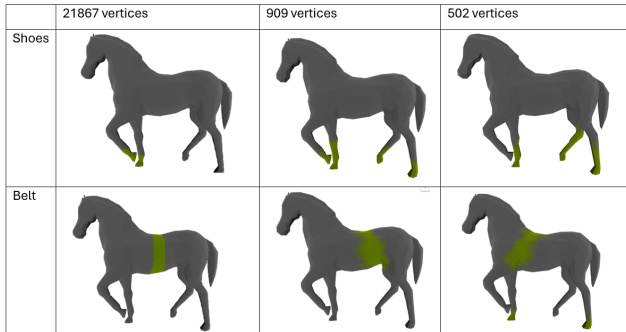 21867 vertices
909 vertices
502 vertices
Shoes
Belt